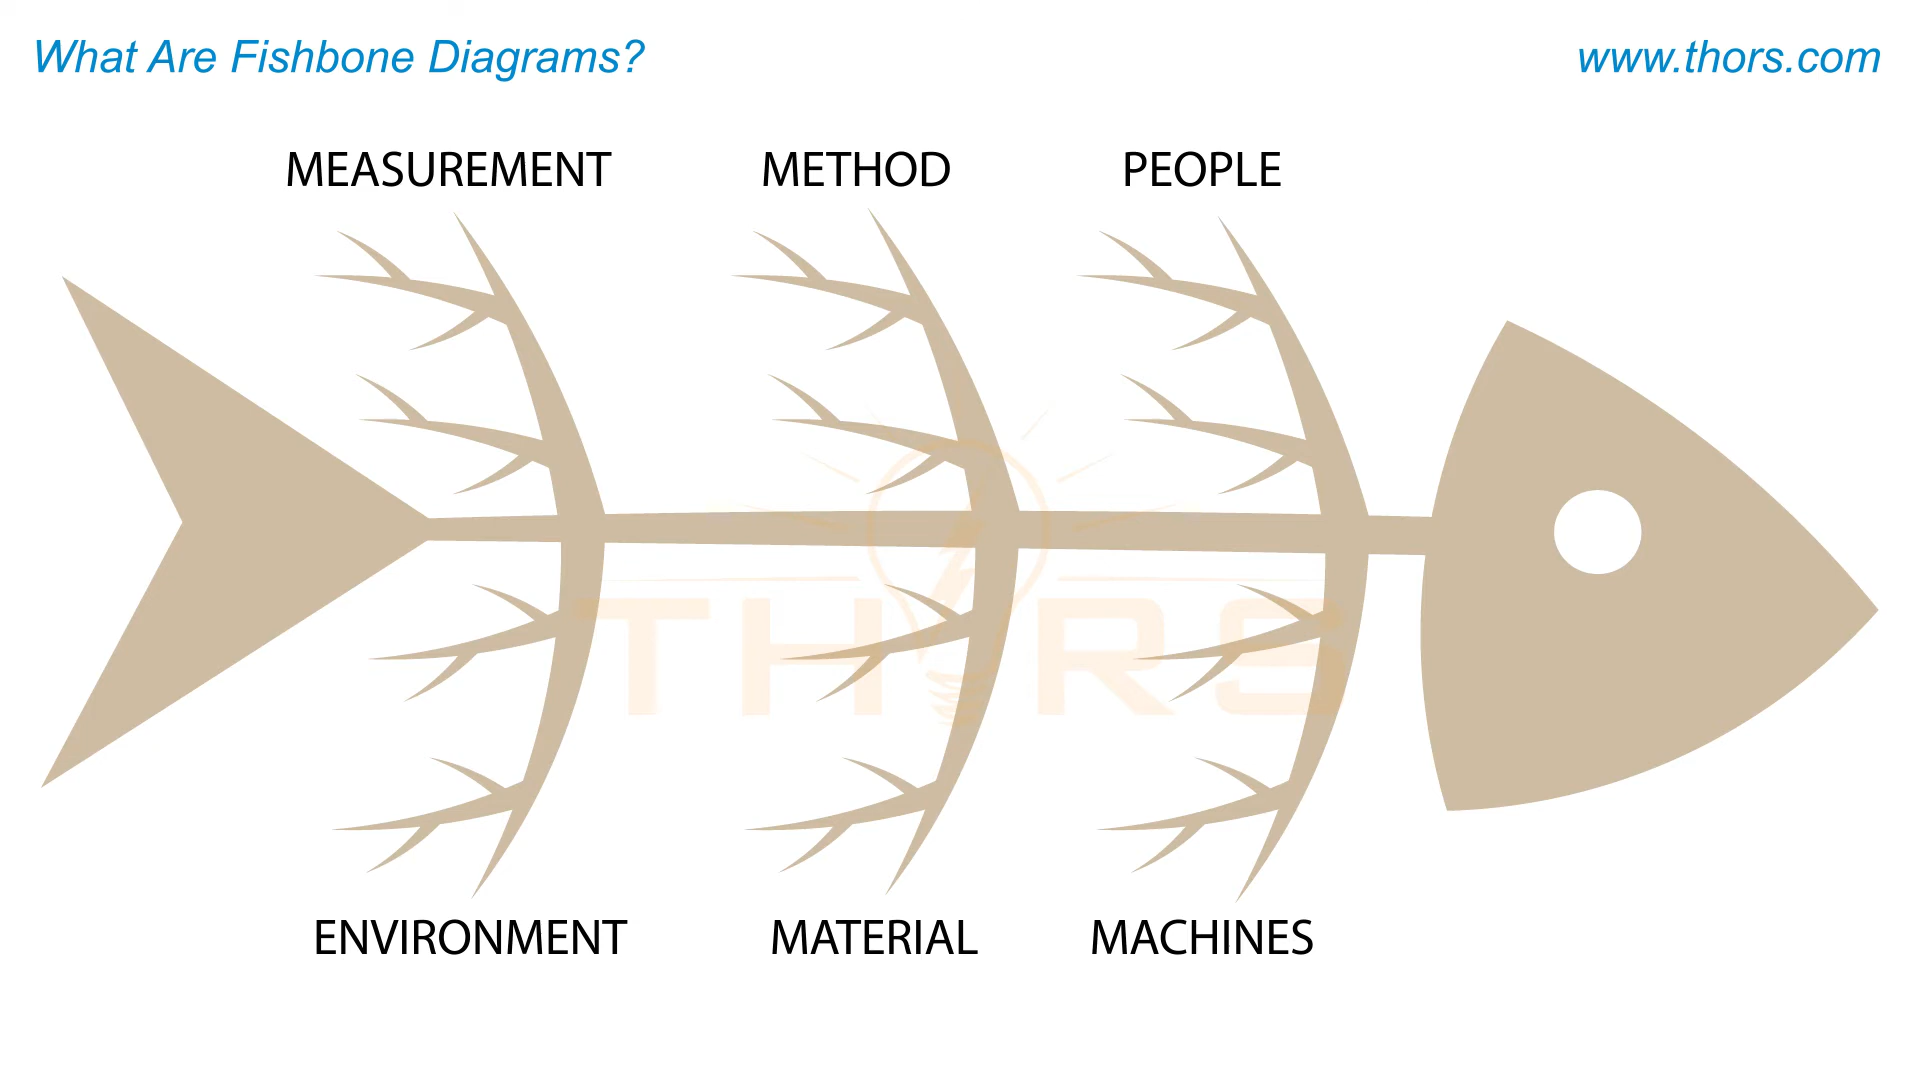 What Are Fishbone Diagrams?
www.thors.com
MEASUREMENT
METHOD
PEOPLE
THORS
ENVIRONMENT
MATERIAL
MACHINES